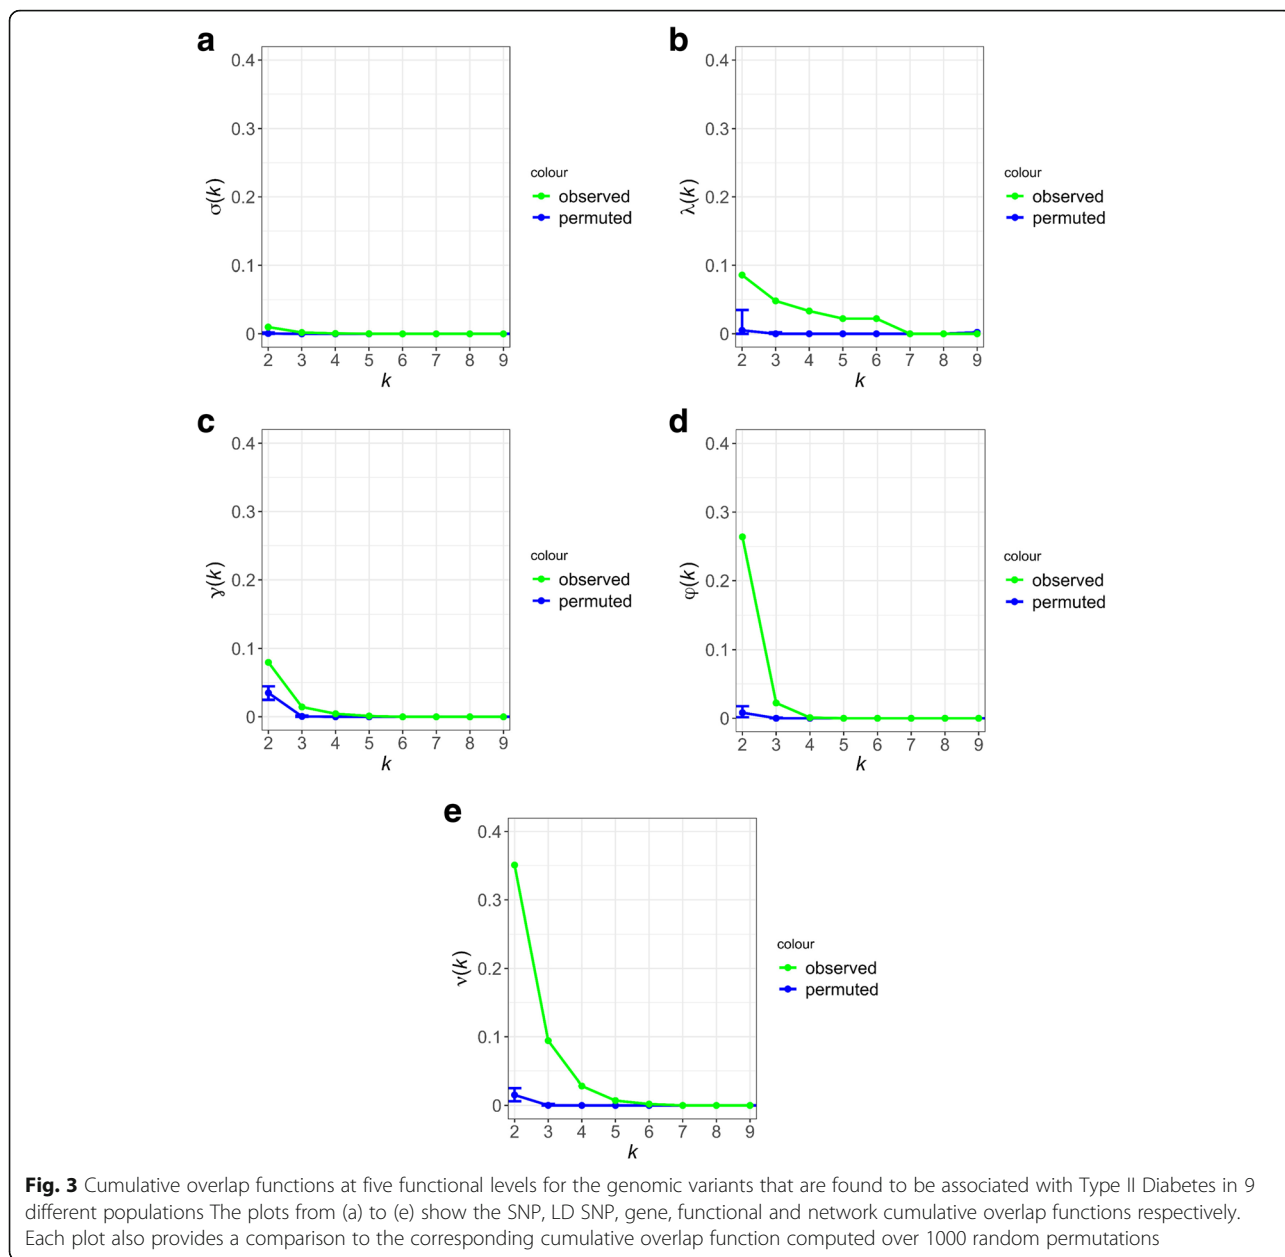 a
0.4
0.3
0.2
0.1
0
σ(k)
2 3 4 5 6 7 8 9
k
colour
observed
permuted
b
0.4
0.3
0.2
0.1
0
λ(k)
2 3 4 5 6 7 8 9
k
colour
observed
permuted
c
0.4
0.3
0.2
0.1
0
γ(k)
2 3 4 5 6 7 8 9
k
colour
observed
permuted
d
0.4
0.3
0.2
0.1
0
φ(k)
2 3 4 5 6 7 8 9
k
colour
observed
permuted
e
0.4
0.3
0.2
0.1
0
ν(k)
2 3 4 5 6 7 8 9
k
colour
observed
permuted
Fig. 3 Cumulative overlap functions at five functional levels for the genomic variants that are found to be associated with Type II Diabetes in 9
different populations The plots from (a) to (e) show the SNP, LD SNP, gene, functional and network cumulative overlap functions respectively.
Each plot also provides a comparison to the corresponding cumulative overlap function computed over 1000 random permutations